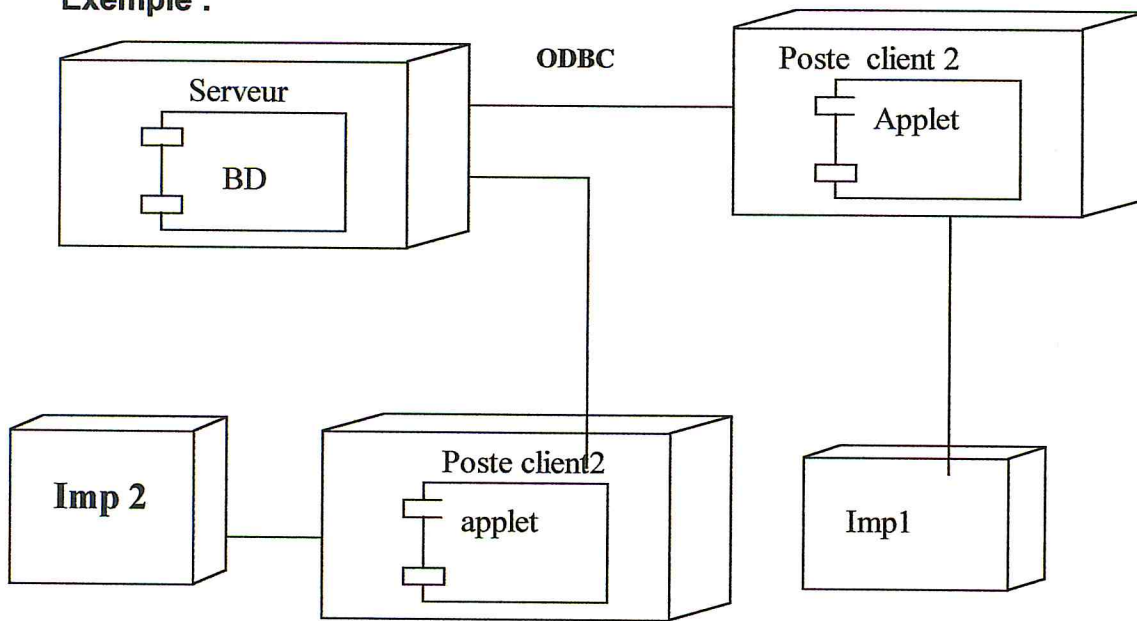 Exemple :
ODBC
Poste client 2
Serveur
Applet
BD
Poste client2
Imp 2
applet
Imp1